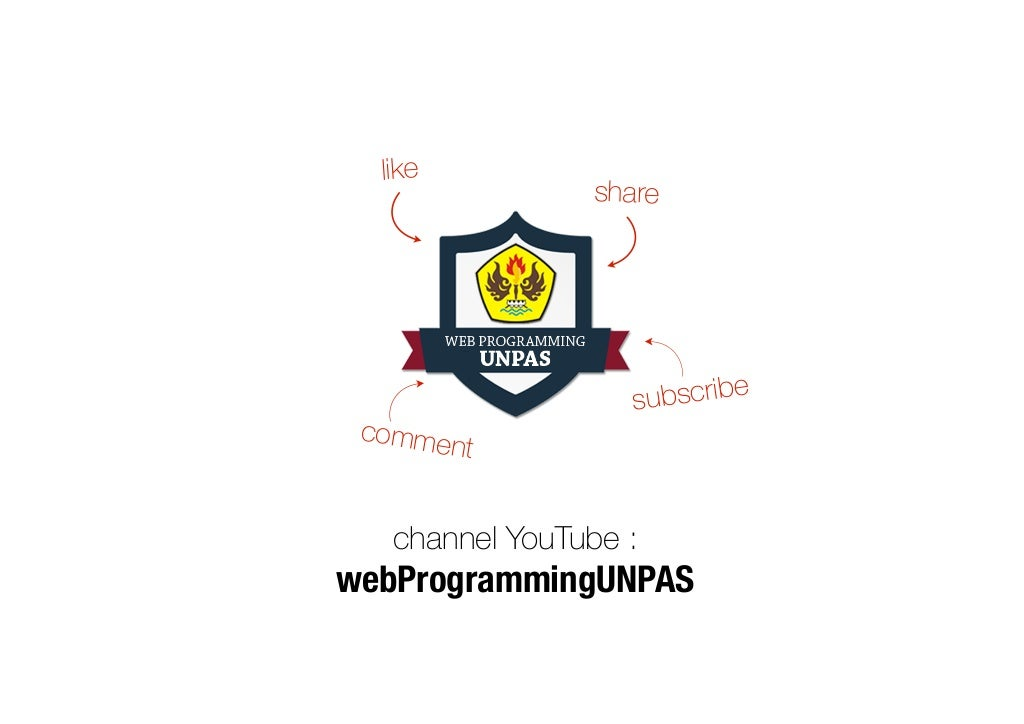 like
share
WEB PROGRAMMING
UNPAS
subscribe
comment
channel YouTube :
webProgrammingUNPAS